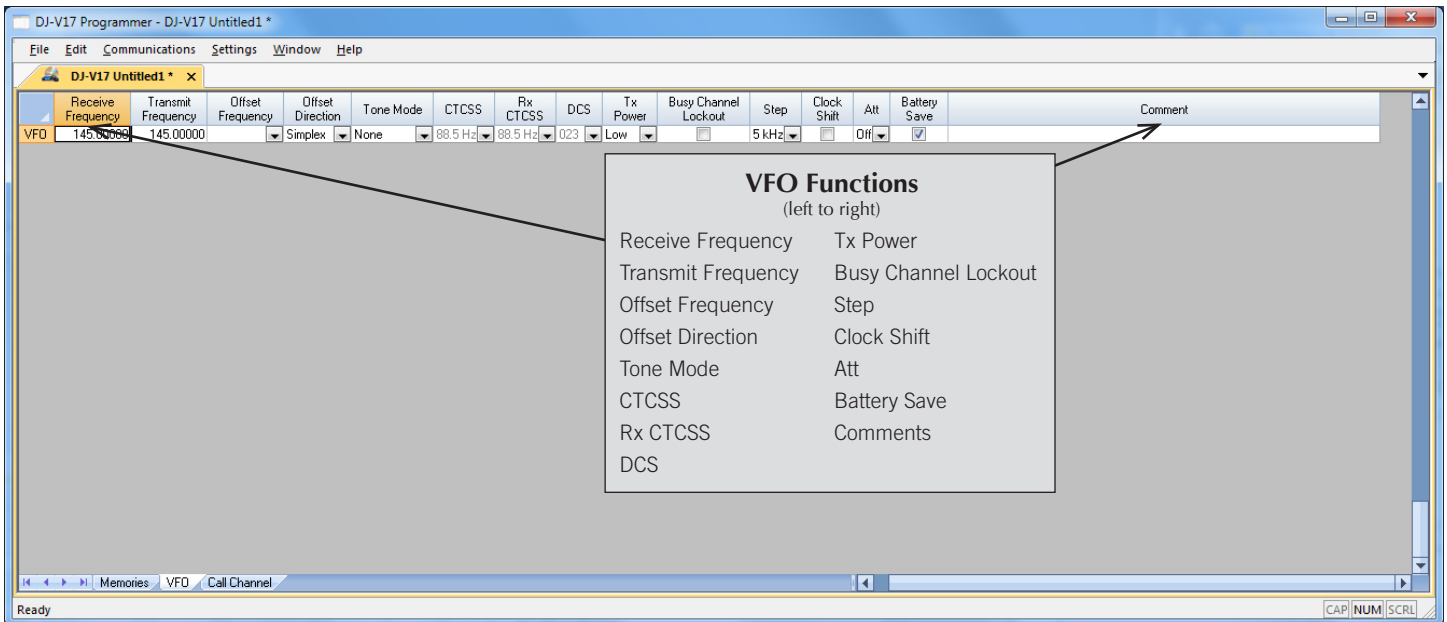 DJ-V17 Programmer - DJ-V17 Untitled1 *
File Edit Communications Settings Window Help
DJ-V17 Untitled1 * x
Receive Frequency Transmit Frequency Offset Frequency Offset Direction Tone Mode CTCSS Rx CTCSS DCS Tx Power Busy Channel Lockout Step Clock Shift Att Battery Save Comment
VFO 145.00000 145.00000 Simplex None 88.5 Hz 88.5 Hz 023 Low 5 kHz Off
VFO Functions
(left to right)
Receive Frequency
Transmit Frequency
Offset Frequency
Offset Direction
Tone Mode
CTCSS
Rx CTCSS
DCS
Tx Power
Busy Channel Lockout
Step
Clock Shift
Att
Battery Save
Comments
Memories VFO Call Channel
Ready CAP NUM SCRL